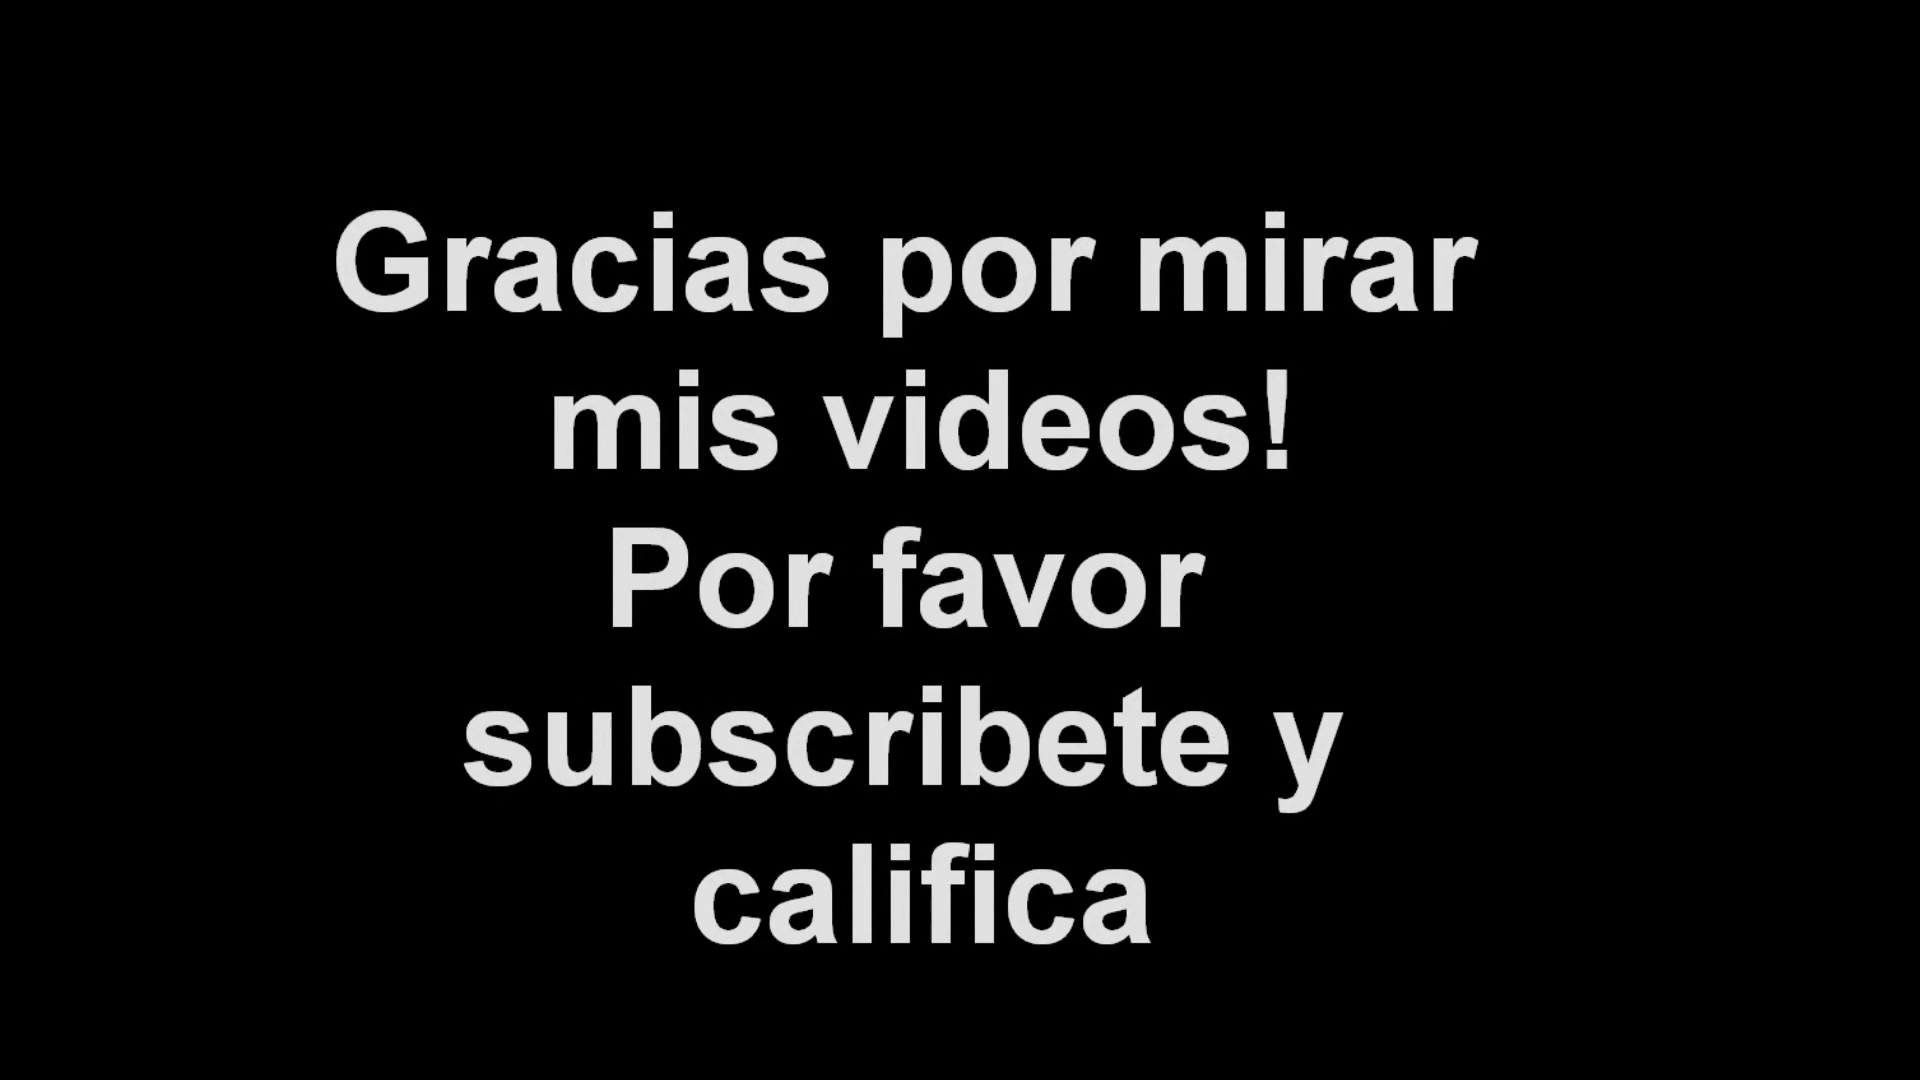 Gracias por mirar
mis videos!
Por favor
subscribete y
califica